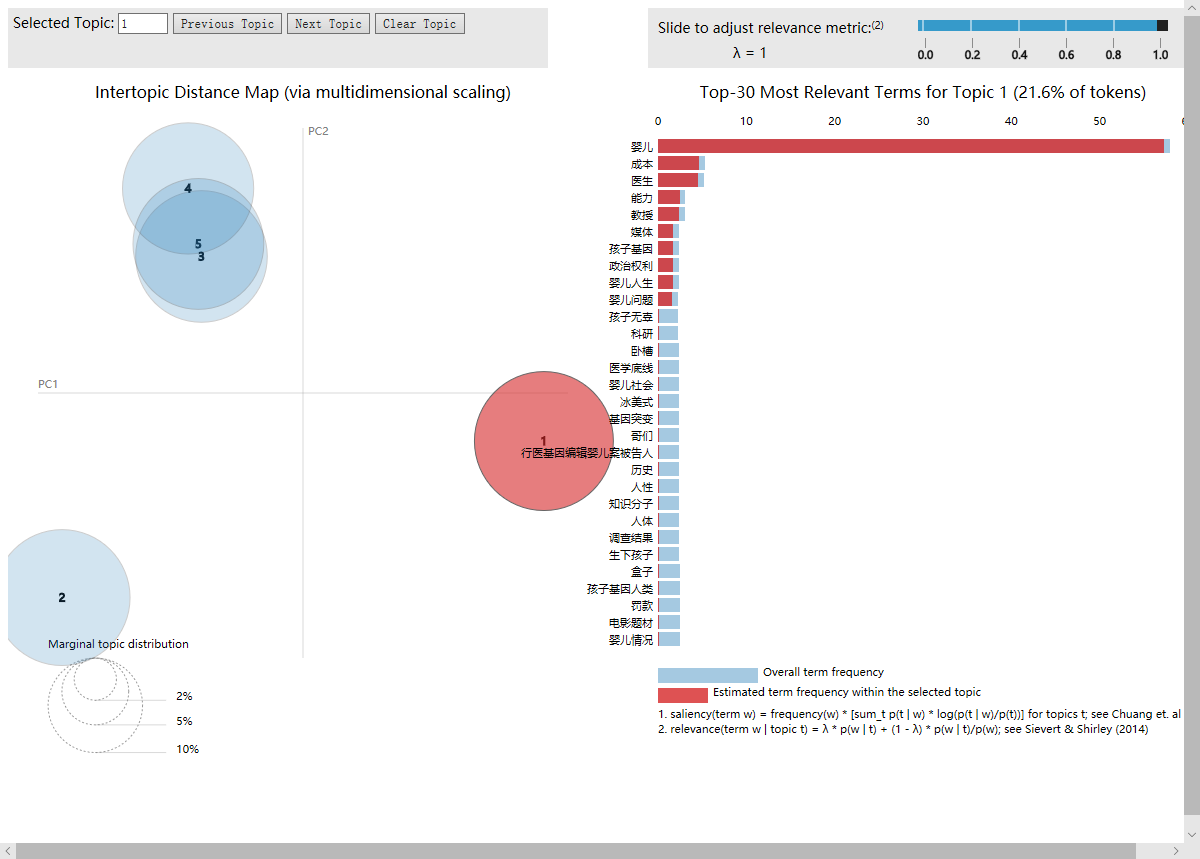 Selected Topic: 1 Previous Topic Next Topic Clear Topic
Slide to adjust relevance metric:(2)
λ = 1
0.0 0.2 0.4 0.6 0.8 1.0
Intertopic Distance Map (via multidimensional scaling)
PC2
PC1
4
5
3
1
2
Marginal topic distribution
2%
5%
10%
Top-30 Most Relevant Terms for Topic 1 (21.6% of tokens)
0 10 20 30 40 50
婴儿
成本
医生
能力
教授
媒体
孩子基因
政治权利
婴儿人生
婴儿问题
孩子无辜
科研
卧槽
医学底线
婴儿社会
冰美式
基因突变
哥们
行医基因编辑婴儿案被告人
历史
人性
知识分子
人体
调查结果
生下孩子
盒子
孩子基因人类
罚款
电影题材
婴儿情况
Overall term frequency
Estimated term frequency within the selected topic
1. saliency(term w) = frequency(w) * [sum_t p(t | w) * log(p(t | w)/p(t))] for topics t; see Chuang et. al
2. relevance(term w | topic t) = λ * p(w | t) + (1 - λ) * p(w | t)/p(w); see Sievert & Shirley (2014)